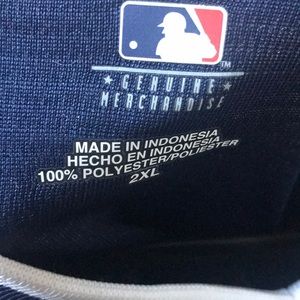 GENUINE
MERCHANDISE
MADE IN INDONESIA
HECHO EN INDONESIA
100% POLYESTER/POLIESTER
2XL